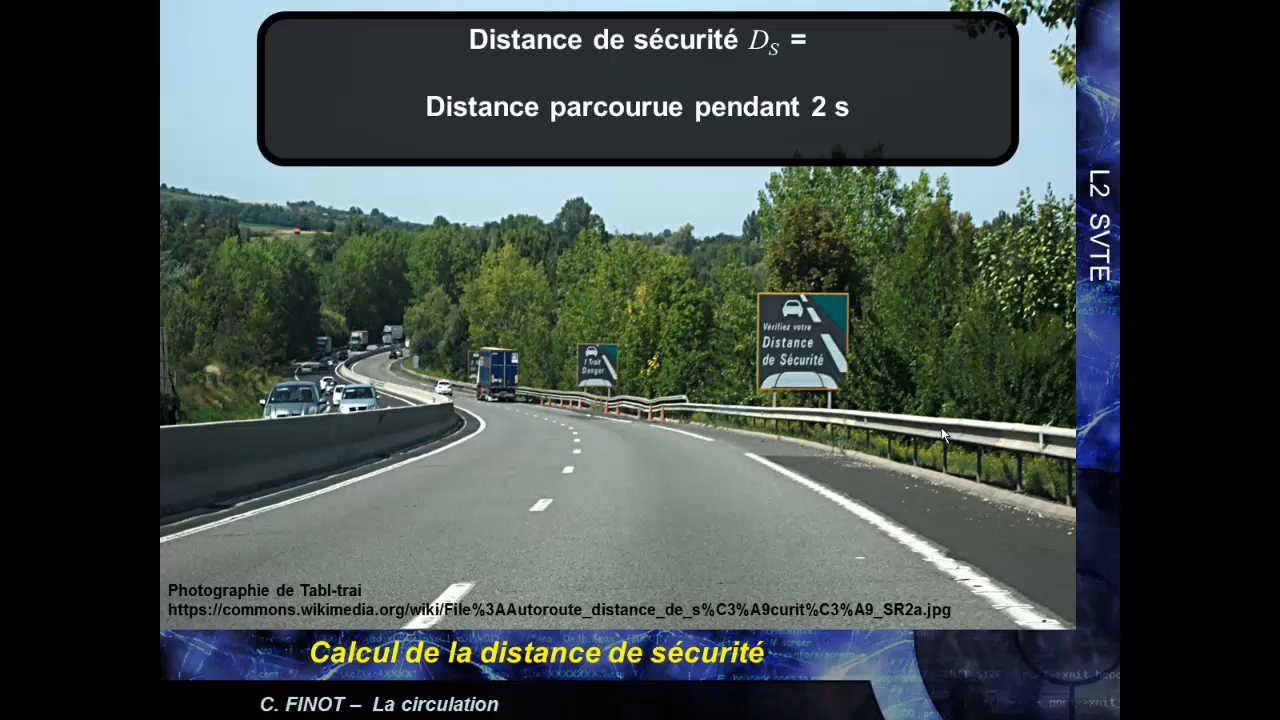 Distance de sécurité D_S =
Distance parcourue pendant 2 s
L2 SVTE
Vérifiez votre
Distance
de Sécurité
1 Trait
Danger
Photographie de Tabl-trai
https://commons.wikimedia.org/wiki/File%3AAutoroute_distance_de_s%C3%A9curit%C3%A9_SR2a.jpg
Calcul de la distance de sécurité
C. FINOT – La circulation